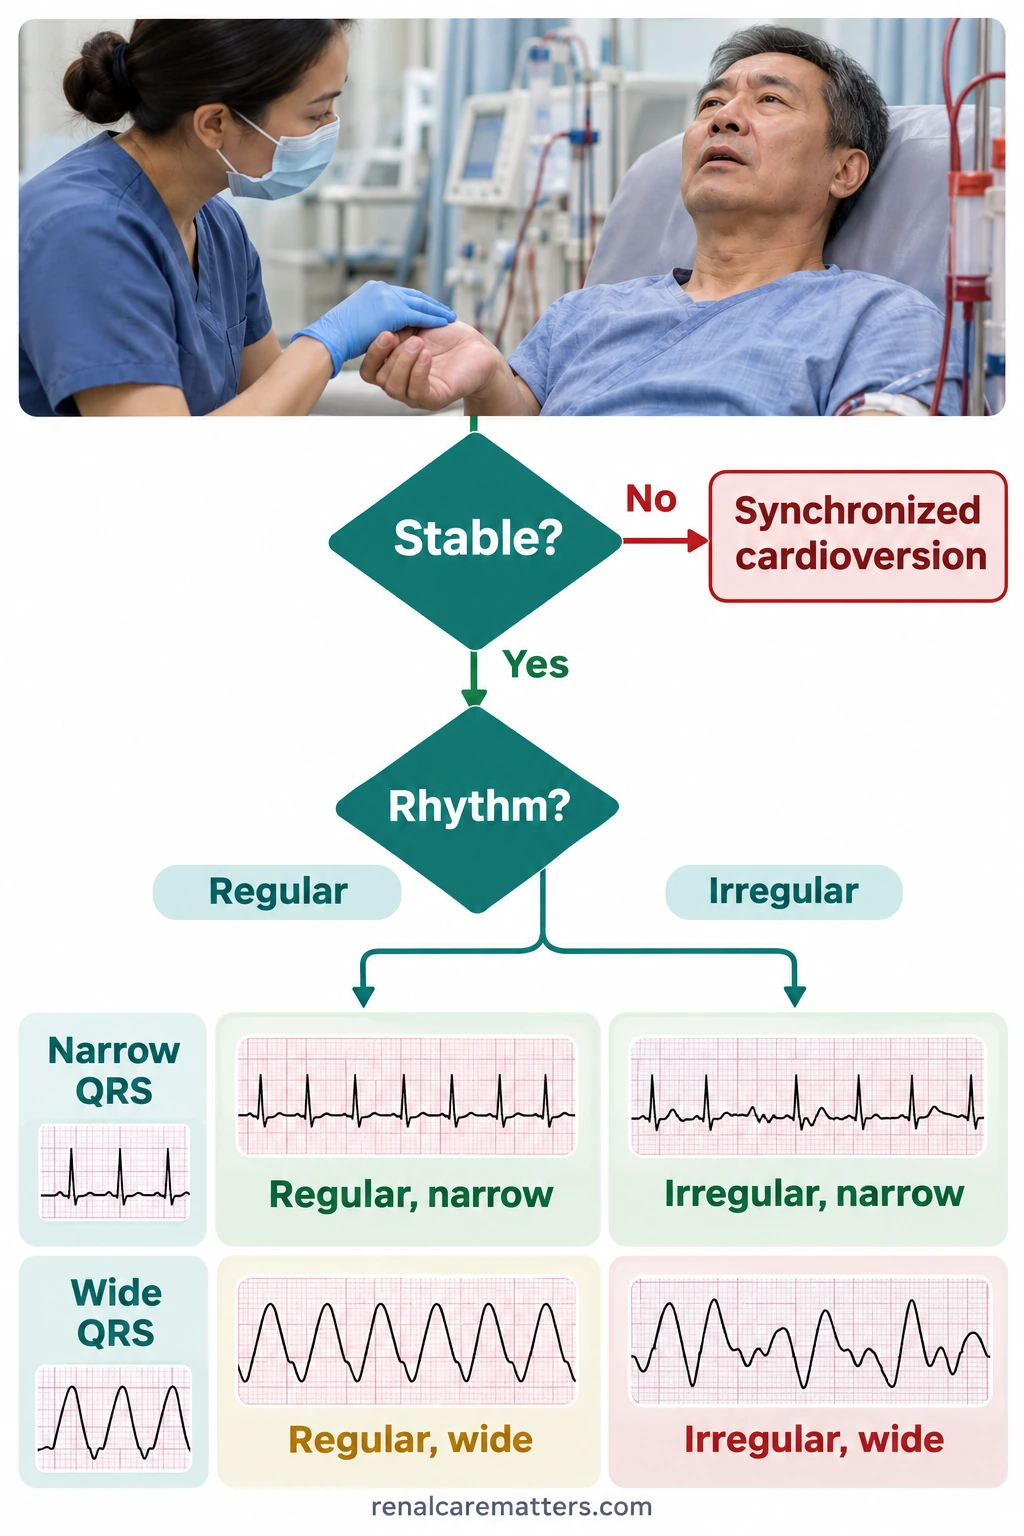 Stable?
No
Synchronized
cardioversion
Yes
Rhythm?
Regular
Irregular
Narrow
QRS
Regular, narrow
Irregular, narrow
Wide
QRS
Regular, wide
Irregular, wide
renalcarematters.com